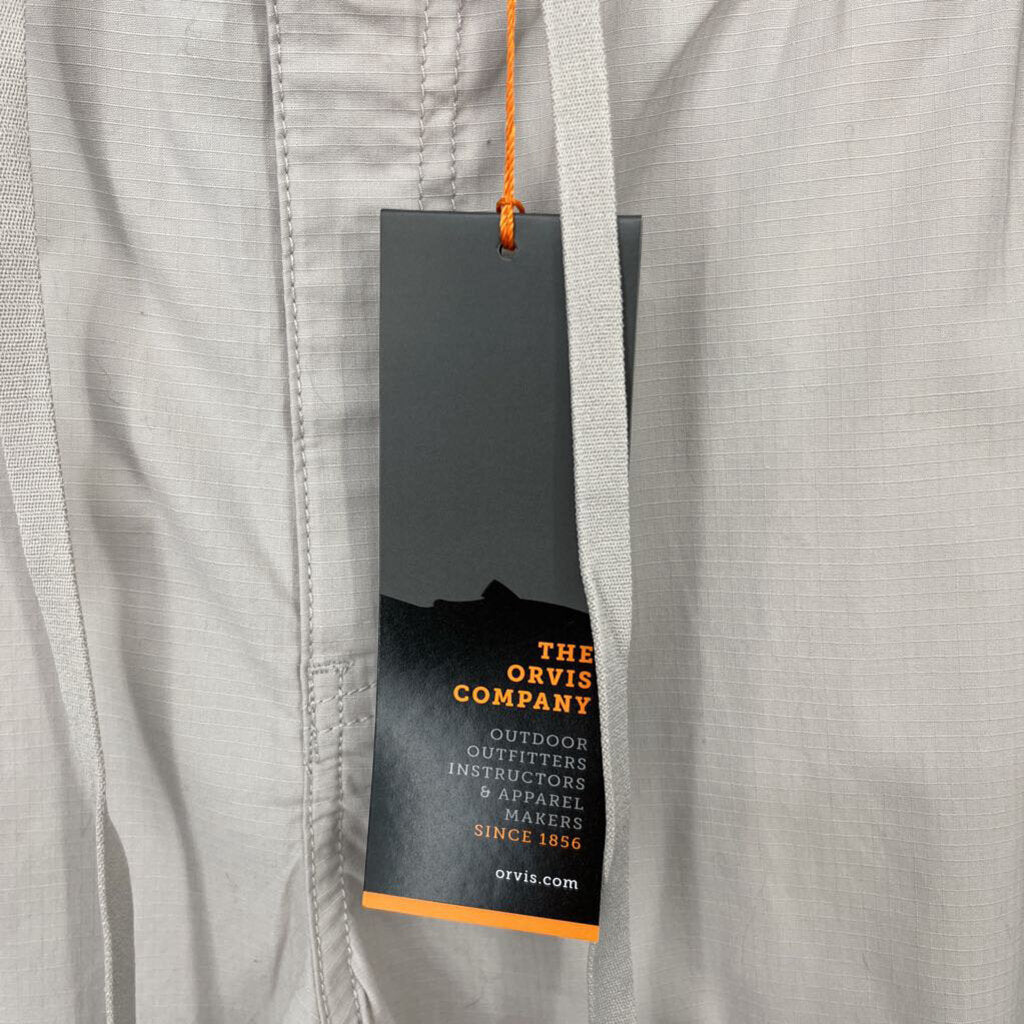 THE
ORVIS
COMPANY
OUTDOOR
OUTFITTERS
INSTRUCTORS
& APPAREL
MAKERS
SINCE 1856
orvis.com